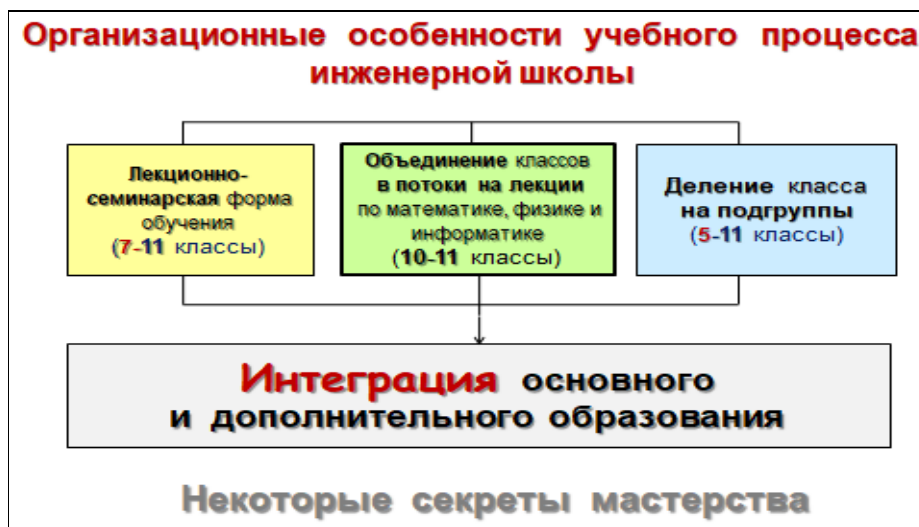 Организационные особенности учебного процесса
инженерной школы
Лекционно-
семинарская форма
обучения
(7-11 классы)
Объединение классов
в потоки на лекции
по математике, физике и
информатике
(10-11 классы)
Деление класса
на подгруппы
(5-11 классы)
Интеграция основного
и дополнительного образования
Некоторые секреты мастерства